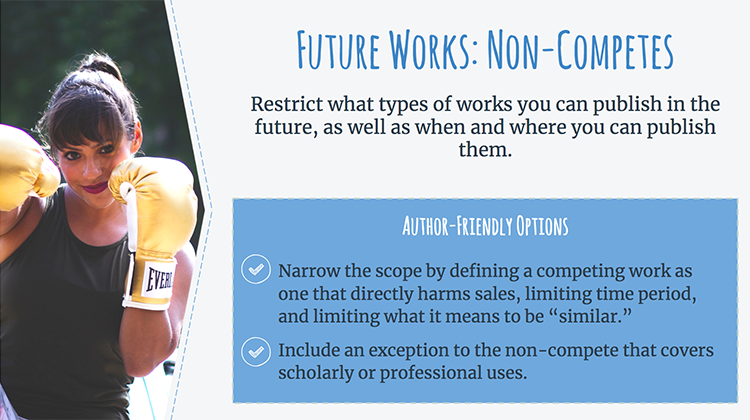 Future Works: Non-Competes
Restrict what types of works you can publish in the
future, as well as when and where you can publish
them.
Author-Friendly Options
Narrow the scope by defining a competing work as
one that directly harms sales, limiting time period,
and limiting what it means to be “similar.”
Include an exception to the non-compete that covers
scholarly or professional uses.